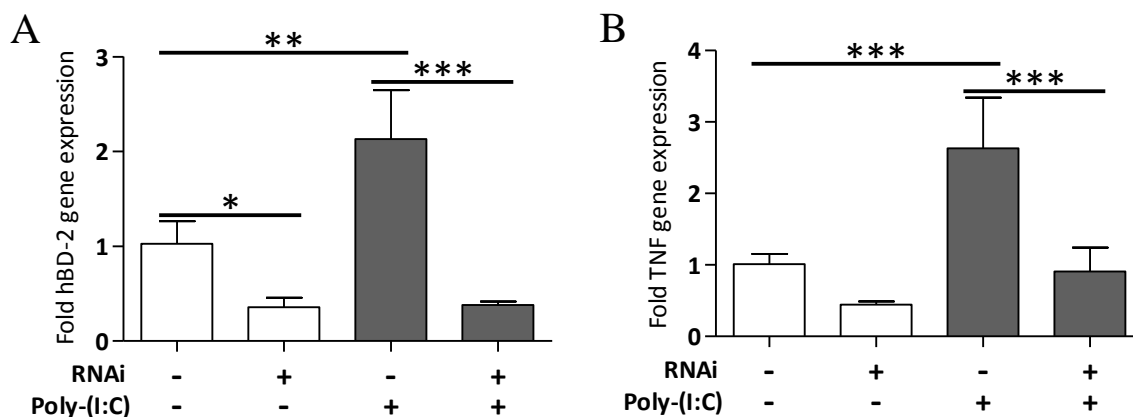 A
Fold hBD-2 gene expression
3
2
1
0
**
***
*
RNAi - + - +
Poly-(I:C) - - + +
B
Fold TNF gene expression
4
3
2
1
0
***
***
RNAi - + - +
Poly-(I:C) - - + +